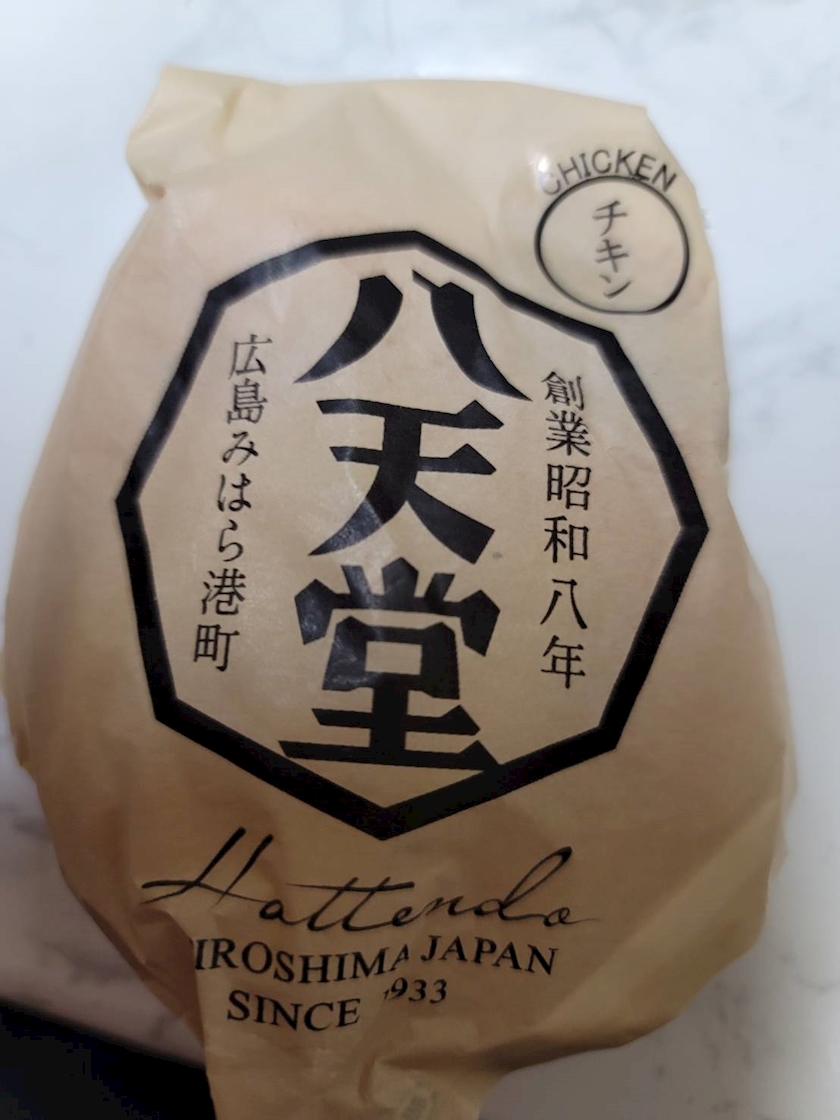 CHICKEN
チキン
創業昭和八年
八天堂
広島みはら港町
Hattendo
IROSHIMA JAPAN
SINCE 1933